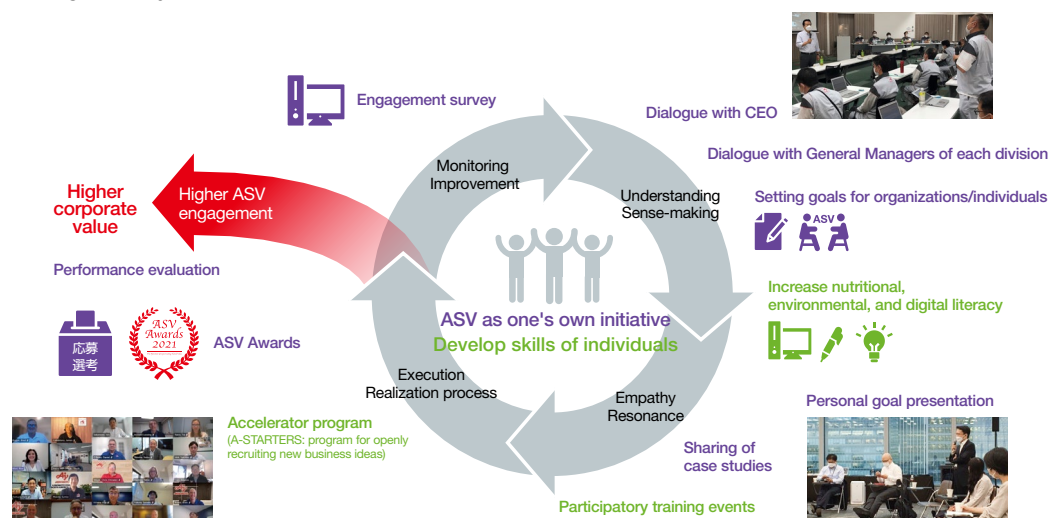 Engagement survey
Dialogue with CEO
Dialogue with General Managers of each division
Monitoring
Improvement
Understanding
Sense-making
Setting goals for organizations/individuals
ASV
Higher
corporate
value
Higher ASV
engagement
Performance evaluation
Increase nutritional,
environmental, and digital literacy
ASV as one's own initiative
Develop skills of individuals
応募
選考
ASV
Awards
2021
ASV Awards
Execution
Realization process
Empathy
Resonance
Personal goal presentation
Accelerator program
(A-STARTERS: program for openly
recruiting new business ideas)
Sharing of
case studies
Participatory training events